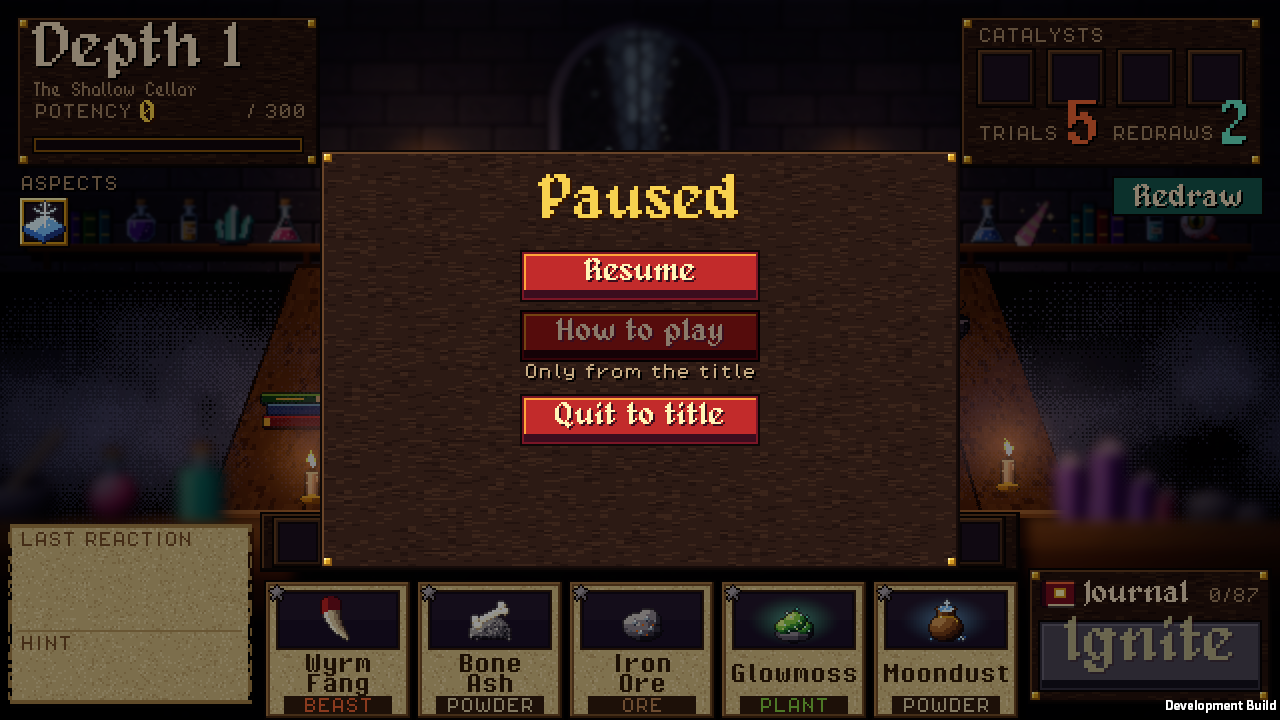 Depth 1
The Shallow Cellar
POTENCY 0 / 300
ASPECTS
CATALYSTS
TRIALS 5 REDRAWS 2
Redraw
Paused
Resume
How to play
Only from the title
Quit to title
LAST REACTION
HINT
Wyrm
Fang
BEAST
Bone
Ash
POWDER
Iron
Ore
ORE
Glowmoss
PLANT
Moondust
POWDER
Journal 0/87
Ignite
Development Build